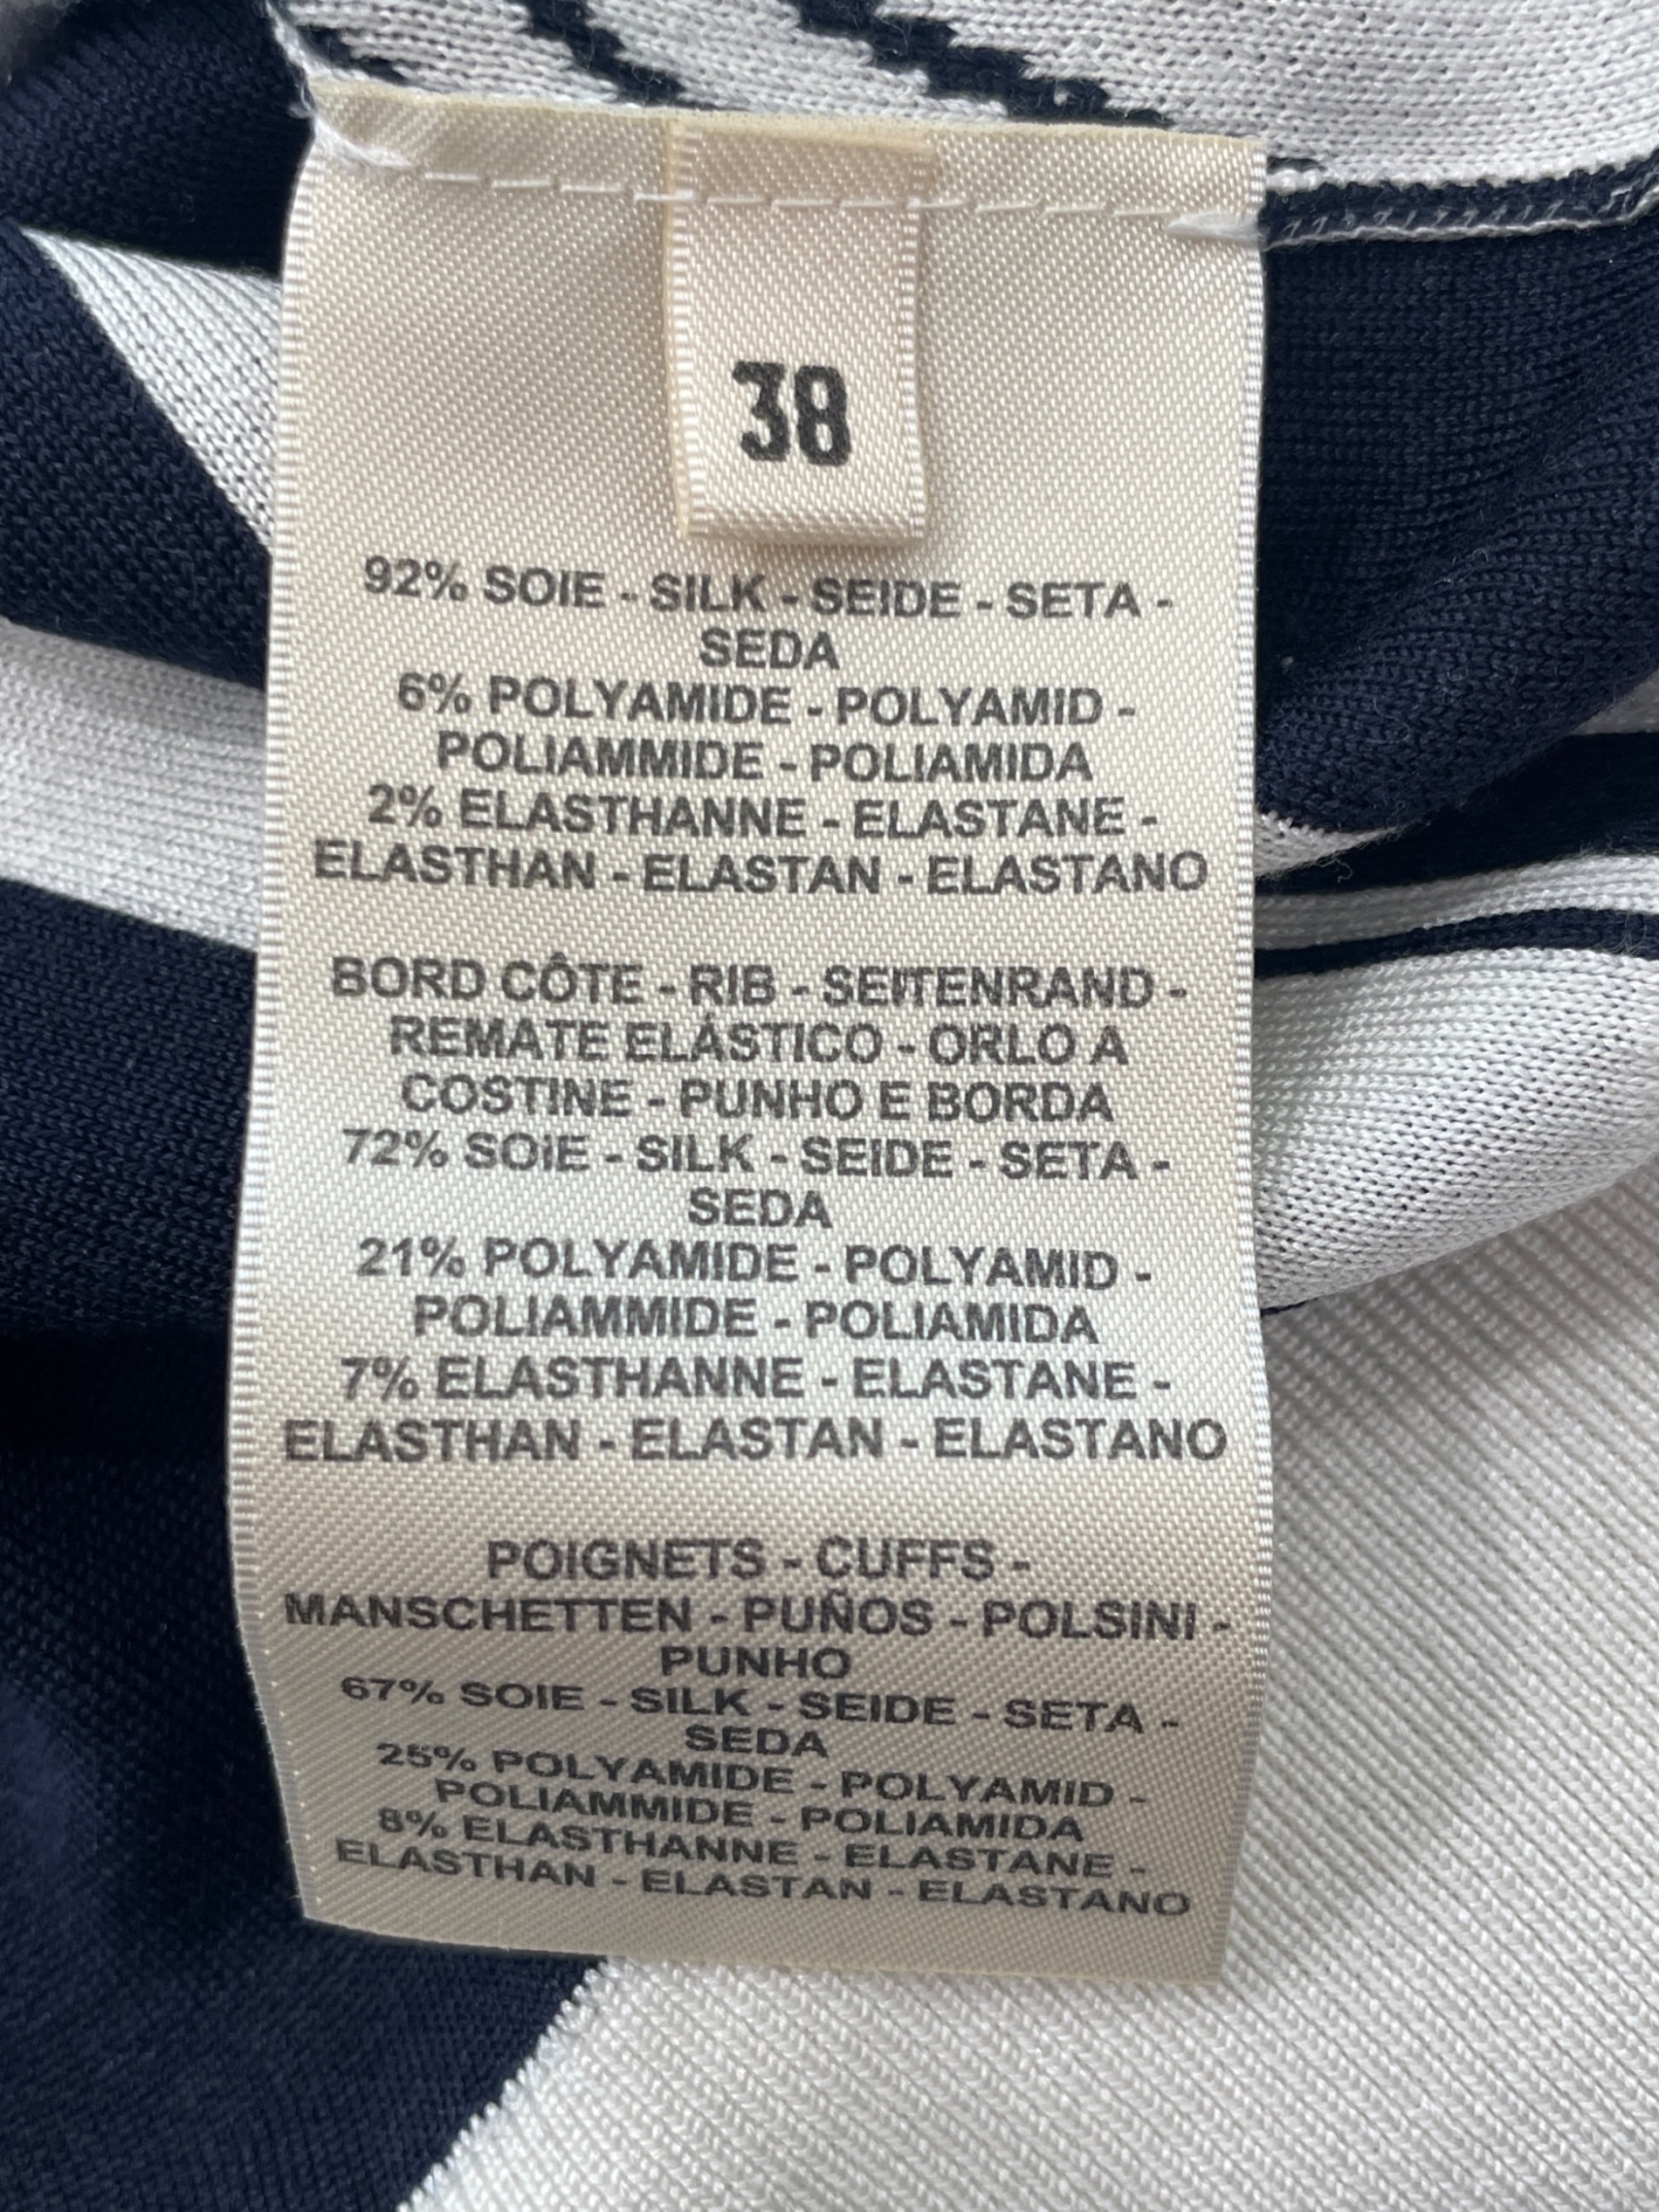 38
92% SOIE - SILK - SEIDE - SETA -
SEDA
6% POLYAMIDE - POLYAMID -
POLIAMMIDE - POLIAMIDA
2% ELASTHANNE - ELASTANE -
ELASTHAN - ELASTAN - ELASTANO
BORD CÔTE - RIB - SEITENRAND -
REMATE ELÁSTICO - ORLO A
COSTINE - PUNHO E BORDA
72% SOIE - SILK - SEIDE - SETA -
SEDA
21% POLYAMIDE - POLYAMID -
POLIAMMIDE - POLIAMIDA
7% ELASTHANNE - ELASTANE -
ELASTHAN - ELASTAN - ELASTANO
POIGNETS - CUFFS -
MANSCHETTEN - PUÑOS - POLSINI -
PUNHO
67% SOIE - SILK - SEIDE - SETA -
SEDA
25% POLYAMIDE - POLYAMID -
POLIAMMIDE - POLIAMIDA
8% ELASTHANNE - ELASTANE -
ELASTHAN - ELASTAN - ELASTANO